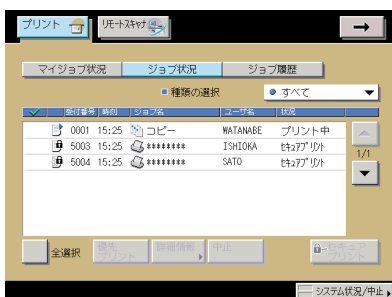 プリント リモートスキャナ →
マイジョブ状況 ジョブ状況 ジョブ履歴
種類の選択 すべて
受付番号 時刻 ジョブ名 ユーザ名 状況
0001 15:25 コピー WATANABE プリント中
5003 15:25 ******** ISHIOKA ｾｷｭｱﾌﾟﾘﾝﾄ
5004 15:25 ******** SATO ｾｷｭｱﾌﾟﾘﾝﾄ
1/1
全選択 優先プリント 詳細情報 中止 セキュアプリント
システム状況/中止